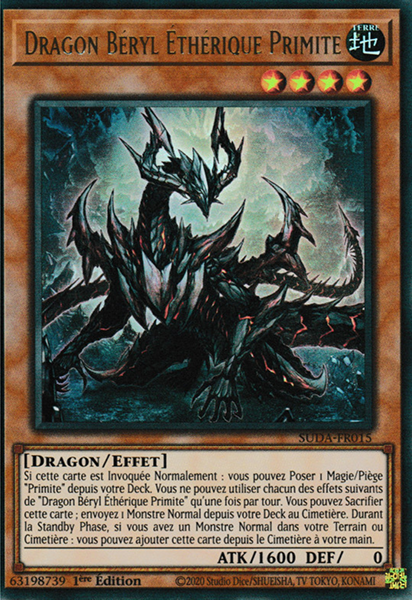 Dragon Béryl Éthérique Primite
TERRE
地
SUDA-FR015
[Dragon/Effet]
Si cette carte est Invoquée Normalement : vous pouvez Poser 1 Magie/Piège
"Primite" depuis votre Deck. Vous ne pouvez utiliser chacun des effets suivants
de "Dragon Béryl Éthérique Primite" qu'une fois par tour. Vous pouvez Sacrifier
cette carte ; envoyez 1 Monstre Normal depuis votre Deck au Cimetière. Durant
la Standby Phase, si vous avez un Monstre Normal dans votre Terrain ou
Cimetière : vous pouvez ajouter cette carte depuis le Cimetière à votre main.
ATK/1600 DEF/ 0
63198739 1ère Édition ©2020 Studio Dice/SHUEISHA, TV TOKYO, KONAMI